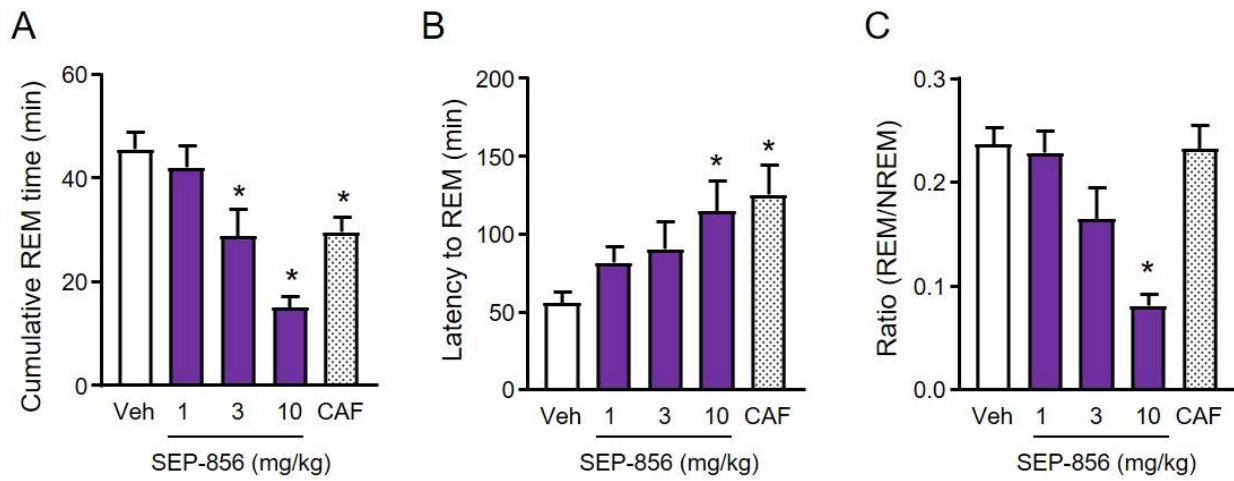 A
Cumulative REM time (min)
60
40
20
0
*
*
*
Veh 1 3 10 CAF
SEP-856 (mg/kg)
B
Latency to REM (min)
200
150
100
50
0
*
*
Veh 1 3 10 CAF
SEP-856 (mg/kg)
C
Ratio (REM/NREM)
0.3
0.2
0.1
0.0
*
Veh 1 3 10 CAF
SEP-856 (mg/kg)